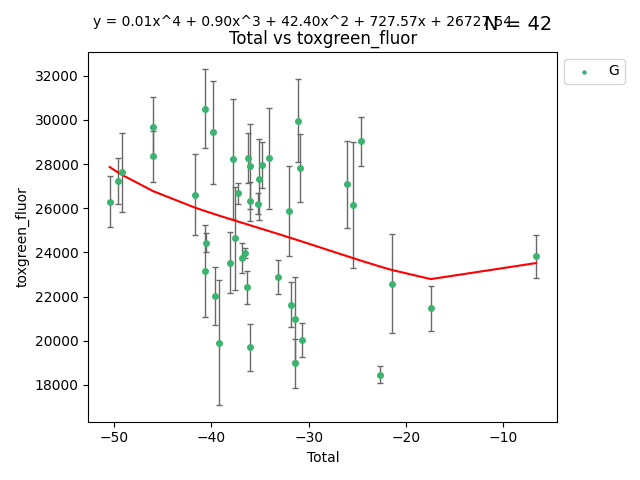 y = 0.01x^4 + 0.90x^3 + 42.40x^2 + 727.57x + 26727.54
N = 42
Total vs toxgreen_fluor
G
toxgreen_fluor
32000
30000
28000
26000
24000
22000
20000
18000
−50
−40
−30
−20
−10
Total